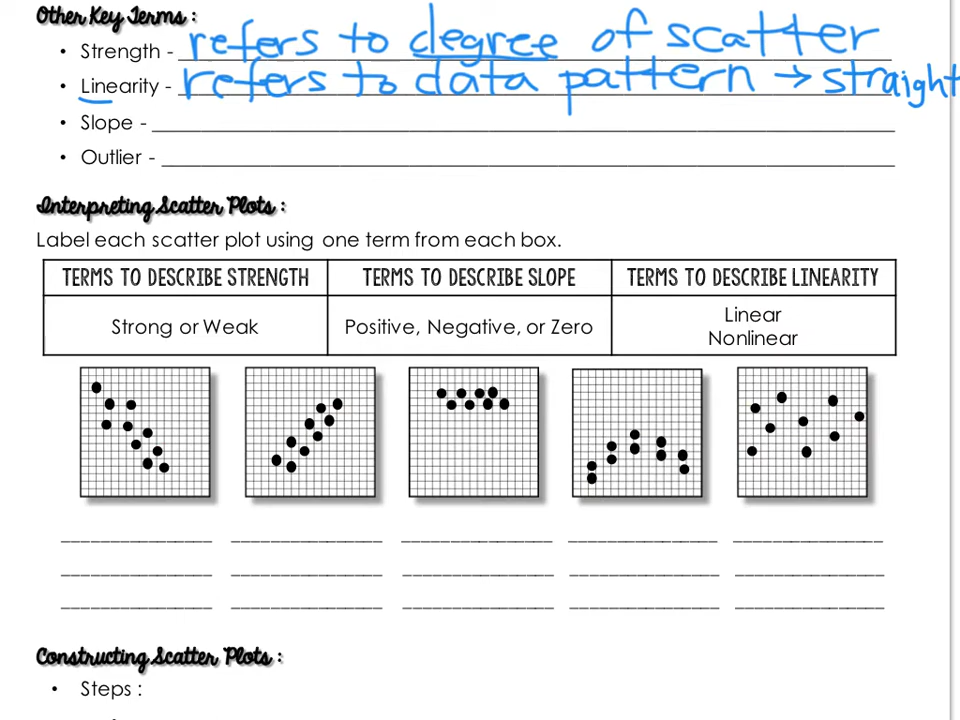 Other Key Terms :
• Strength - refers to degree of scatter
• Linearity - refers to data pattern → straight
• Slope -
• Outlier -
Interpreting Scatter Plots :
Label each scatter plot using one term from each box.
TERMS TO DESCRIBE STRENGTH TERMS TO DESCRIBE SLOPE TERMS TO DESCRIBE LINEARITY
Strong or Weak Positive, Negative, or Zero Linear
Nonlinear
Constructing Scatter Plots :
• Steps :